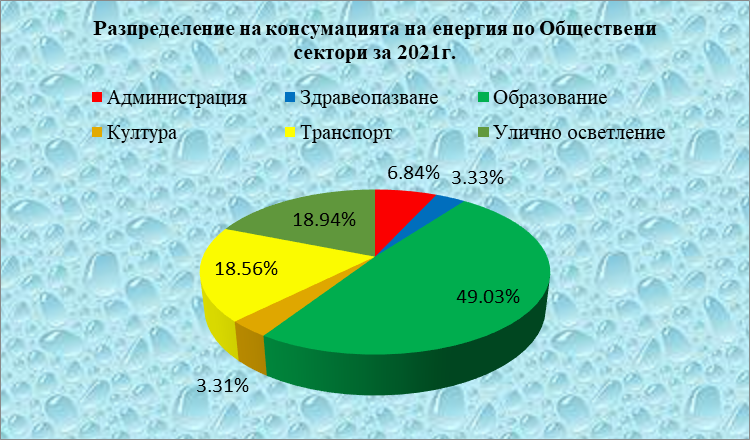 Разпределение на консумацията на енергия по Обществени
сектори за 2021г.
Администрация Здравеопазване Образование
Култура Транспорт Улично осветление
6.84%
3.33%
18.94%
18.56%
49.03%
3.31%